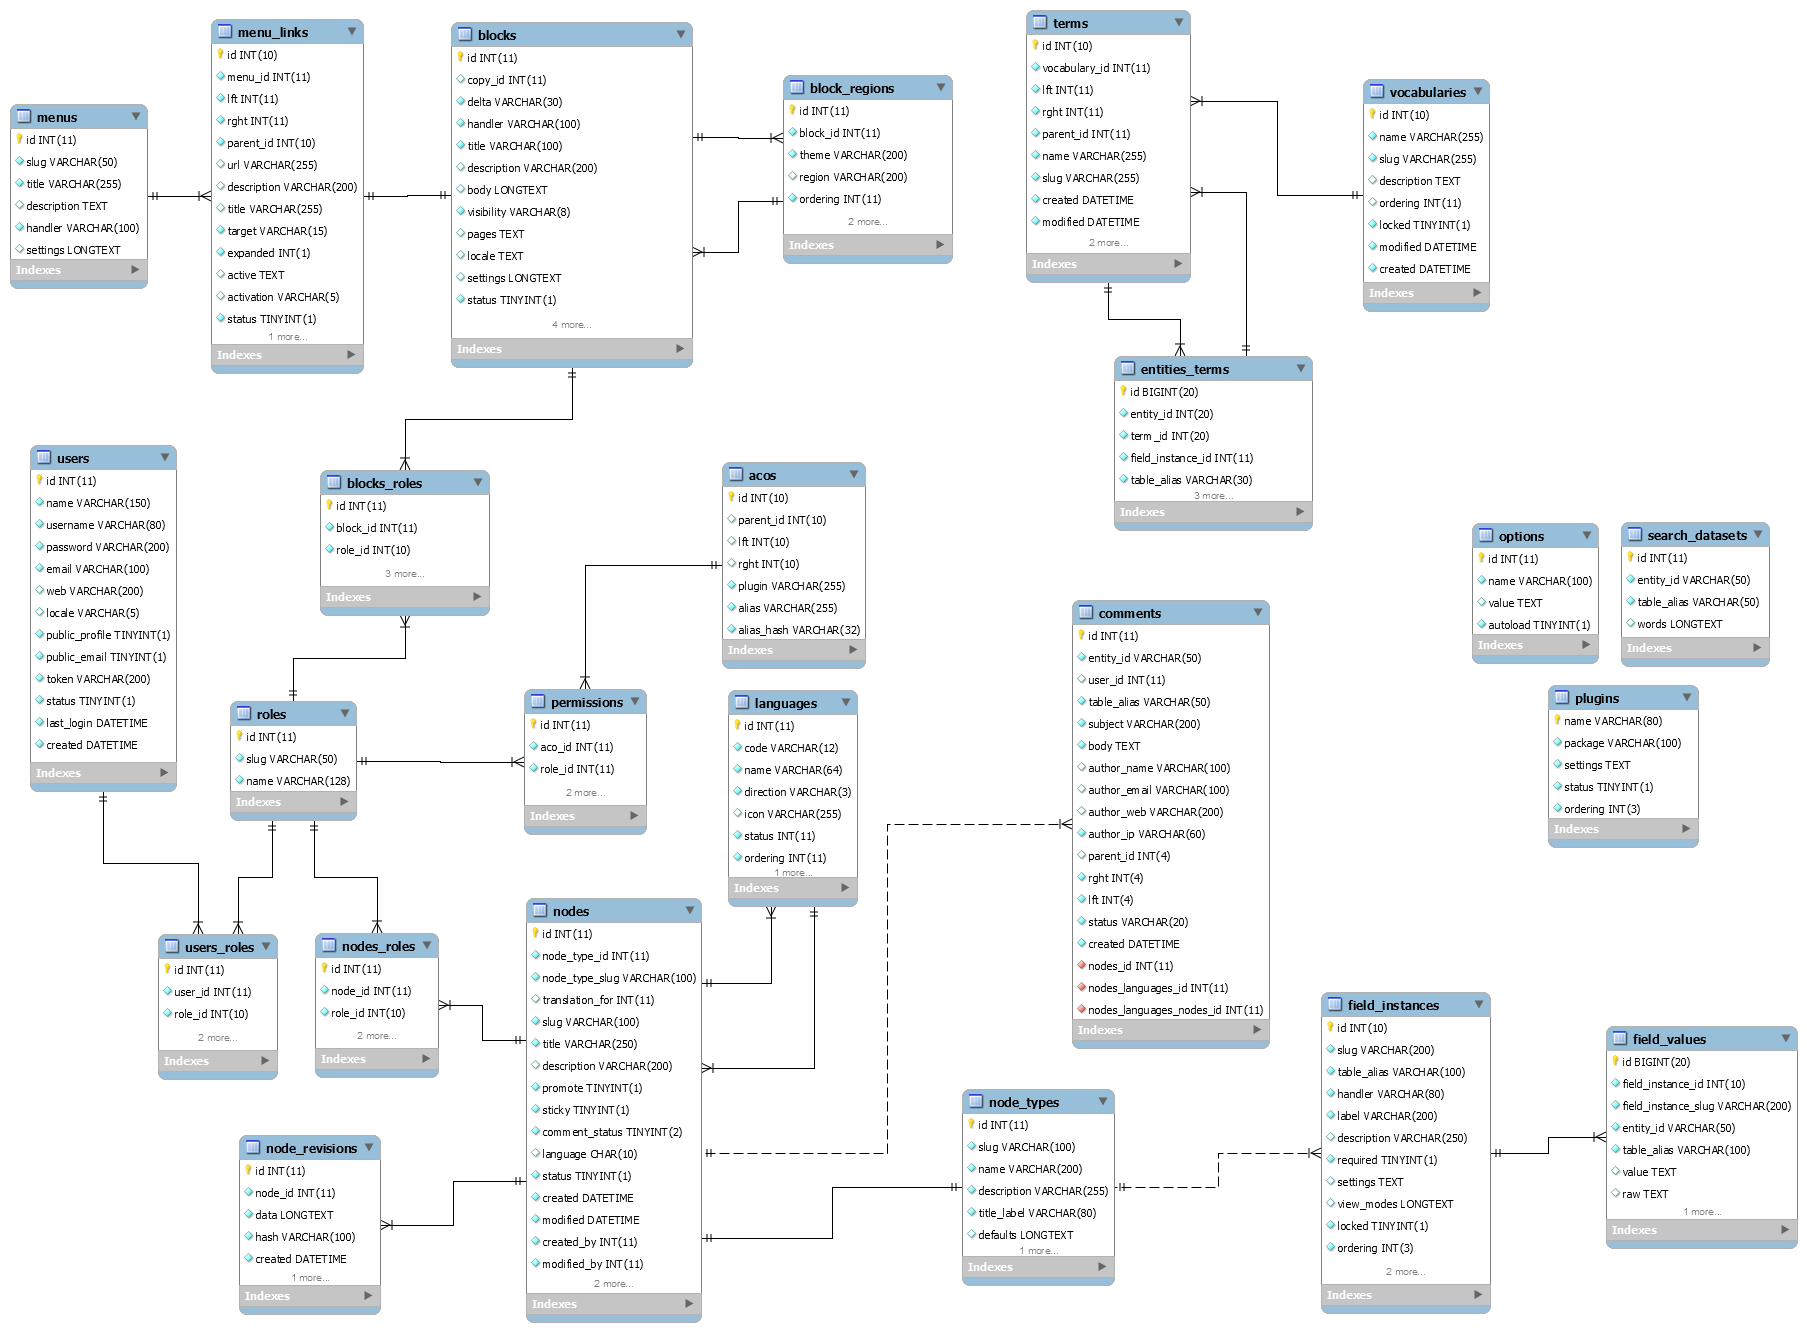 menus
id INT(11)
slug VARCHAR(50)
title VARCHAR(255)
description TEXT
handler VARCHAR(100)
settings LONGTEXT
Indexes
menu_links
id INT(10)
menu_id INT(11)
lft INT(11)
rght INT(11)
parent_id INT(10)
url VARCHAR(255)
description VARCHAR(200)
title VARCHAR(255)
target VARCHAR(15)
expanded INT(1)
active TEXT
activation VARCHAR(5)
status TINYINT(1)
1 more...
Indexes
blocks
id INT(11)
copy_id INT(11)
delta VARCHAR(30)
handler VARCHAR(100)
title VARCHAR(100)
description VARCHAR(200)
body LONGTEXT
visibility VARCHAR(8)
pages TEXT
locale TEXT
settings LONGTEXT
status TINYINT(1)
4 more...
Indexes
block_regions
id INT(11)
block_id INT(11)
theme VARCHAR(200)
region VARCHAR(200)
ordering INT(11)
2 more...
Indexes
terms
id INT(10)
vocabulary_id INT(11)
lft INT(11)
rght INT(11)
parent_id INT(11)
name VARCHAR(255)
slug VARCHAR(255)
created DATETIME
modified DATETIME
2 more...
Indexes
vocabularies
id INT(10)
name VARCHAR(255)
slug VARCHAR(255)
description TEXT
ordering INT(11)
locked TINYINT(1)
modified DATETIME
created DATETIME
Indexes
entities_terms
id BIGINT(20)
entity_id INT(20)
term_id INT(20)
field_instance_id INT(11)
table_alias VARCHAR(30)
3 more...
Indexes
users
id INT(11)
name VARCHAR(150)
username VARCHAR(80)
password VARCHAR(200)
email VARCHAR(100)
web VARCHAR(200)
locale VARCHAR(5)
public_profile TINYINT(1)
public_email TINYINT(1)
token VARCHAR(200)
status TINYINT(1)
last_login DATETIME
created DATETIME
Indexes
blocks_roles
id INT(11)
block_id INT(11)
role_id INT(10)
3 more...
Indexes
acos
id INT(10)
parent_id INT(10)
lft INT(10)
rght INT(10)
plugin VARCHAR(255)
alias VARCHAR(255)
alias_hash VARCHAR(32)
Indexes
options
id INT(11)
name VARCHAR(100)
value TEXT
autoload TINYINT(1)
Indexes
search_datasets
id INT(11)
entity_id VARCHAR(50)
table_alias VARCHAR(50)
words LONGTEXT
Indexes
plugins
name VARCHAR(80)
package VARCHAR(100)
settings TEXT
status TINYINT(1)
ordering INT(3)
Indexes
roles
id INT(11)
slug VARCHAR(50)
name VARCHAR(128)
Indexes
permissions
id INT(11)
aco_id INT(11)
role_id INT(11)
2 more...
Indexes
languages
id INT(11)
code VARCHAR(12)
name VARCHAR(64)
direction VARCHAR(3)
icon VARCHAR(255)
status INT(11)
ordering INT(11)
1 more...
Indexes
comments
id INT(11)
entity_id VARCHAR(50)
user_id INT(11)
table_alias VARCHAR(50)
subject VARCHAR(200)
body TEXT
author_name VARCHAR(100)
author_email VARCHAR(100)
author_web VARCHAR(200)
author_ip VARCHAR(60)
parent_id INT(4)
rght INT(4)
lft INT(4)
status VARCHAR(20)
created DATETIME
nodes_id INT(11)
nodes_languages_id INT(11)
nodes_languages_nodes_id INT(11)
Indexes
users_roles
id INT(11)
user_id INT(11)
role_id INT(10)
2 more...
Indexes
nodes_roles
id INT(11)
node_id INT(11)
role_id INT(10)
2 more...
Indexes
nodes
id INT(11)
node_type_id INT(11)
node_type_slug VARCHAR(100)
translation_for INT(11)
slug VARCHAR(100)
title VARCHAR(250)
description VARCHAR(200)
promote TINYINT(1)
sticky TINYINT(1)
comment_status TINYINT(2)
language CHAR(10)
status TINYINT(1)
created DATETIME
modified DATETIME
created_by INT(11)
modified_by INT(11)
2 more...
Indexes
node_revisions
id INT(11)
node_id INT(11)
data LONGTEXT
hash VARCHAR(100)
created DATETIME
1 more...
Indexes
node_types
id INT(11)
slug VARCHAR(100)
name VARCHAR(200)
description VARCHAR(255)
title_label VARCHAR(80)
defaults LONGTEXT
1 more...
Indexes
field_instances
id INT(10)
slug VARCHAR(200)
table_alias VARCHAR(100)
handler VARCHAR(80)
label VARCHAR(200)
description VARCHAR(250)
required TINYINT(1)
settings TEXT
view_modes LONGTEXT
locked TINYINT(1)
ordering INT(3)
2 more...
Indexes
field_values
id BIGINT(20)
field_instance_id INT(10)
field_instance_slug VARCHAR(200)
entity_id VARCHAR(50)
table_alias VARCHAR(100)
value TEXT
raw TEXT
1 more...
Indexes